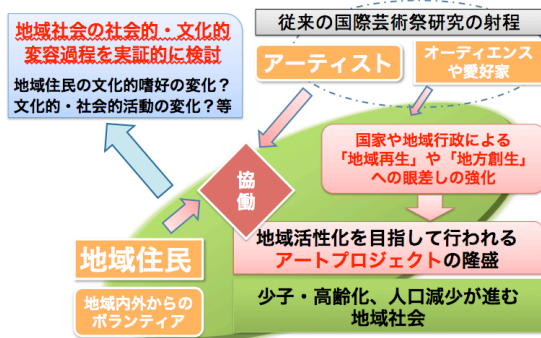 地域社会の社会的・文化的
変容過程を実証的に検討
地域住民の文化的嗜好の変化？
文化的・社会的活動の変化？等
従来の国際芸術祭研究の射程
アーティスト
オーディエンス
や愛好家
国家や地域行政による
「地域再生」や「地方創生」
への眼差しの強化
協
働
地域住民
地域内外からの
ボランティア
地域活性化を目指して行われる
アートプロジェクトの隆盛
少子・高齢化、人口減少が進む
地域社会